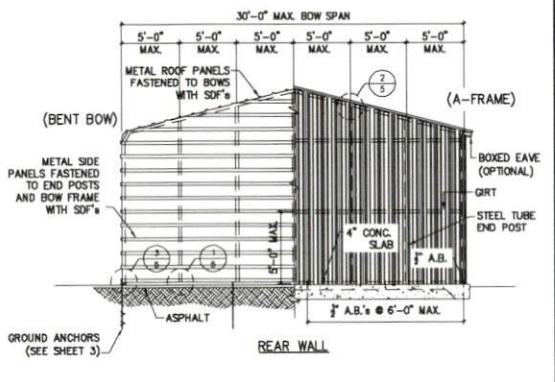 30'-0" MAX. BOW SPAN
5'-0" 5'-0" 5'-0" 5'-0" 5'-0" 5'-0"
MAX. MAX. MAX. MAX. MAX. MAX.
METAL ROOF PANELS
FASTENED TO BOWS
WITH SDF's
2
5
(BENT BOW)
(A-FRAME)
METAL SIDE
PANELS FASTENED
TO END POSTS
AND BOW FRAME
WITH SDF's
BOXED EAVE
(OPTIONAL)
GIRT
STEEL TUBE
END POST
5'-0" MAX.
4" CONC.
SLAB
A.B.
3
6
1
6
ASPHALT
A.B.'s @ 6'-0" MAX.
GROUND ANCHORS
(SEE SHEET 3)
REAR WALL